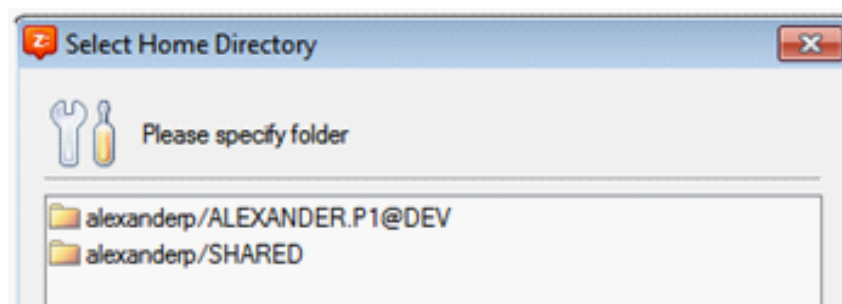 Z
Select Home Directory
Please specify folder
alexanderp/ALEXANDER.P1@DEV
alexanderp/SHARED